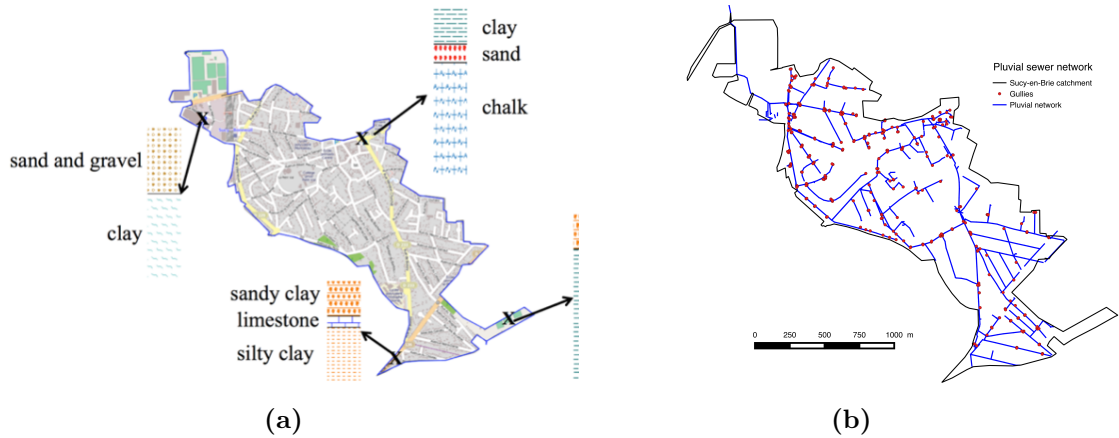 clay
sand
chalk
sand and gravel
clay
sandy clay
limestone
silty clay
X
X
X
X
(a)
Pluvial sewer network
Sucy-en-Brie catchment
Gullies
Pluvial network
0 250 500 750 1000 m
(b)